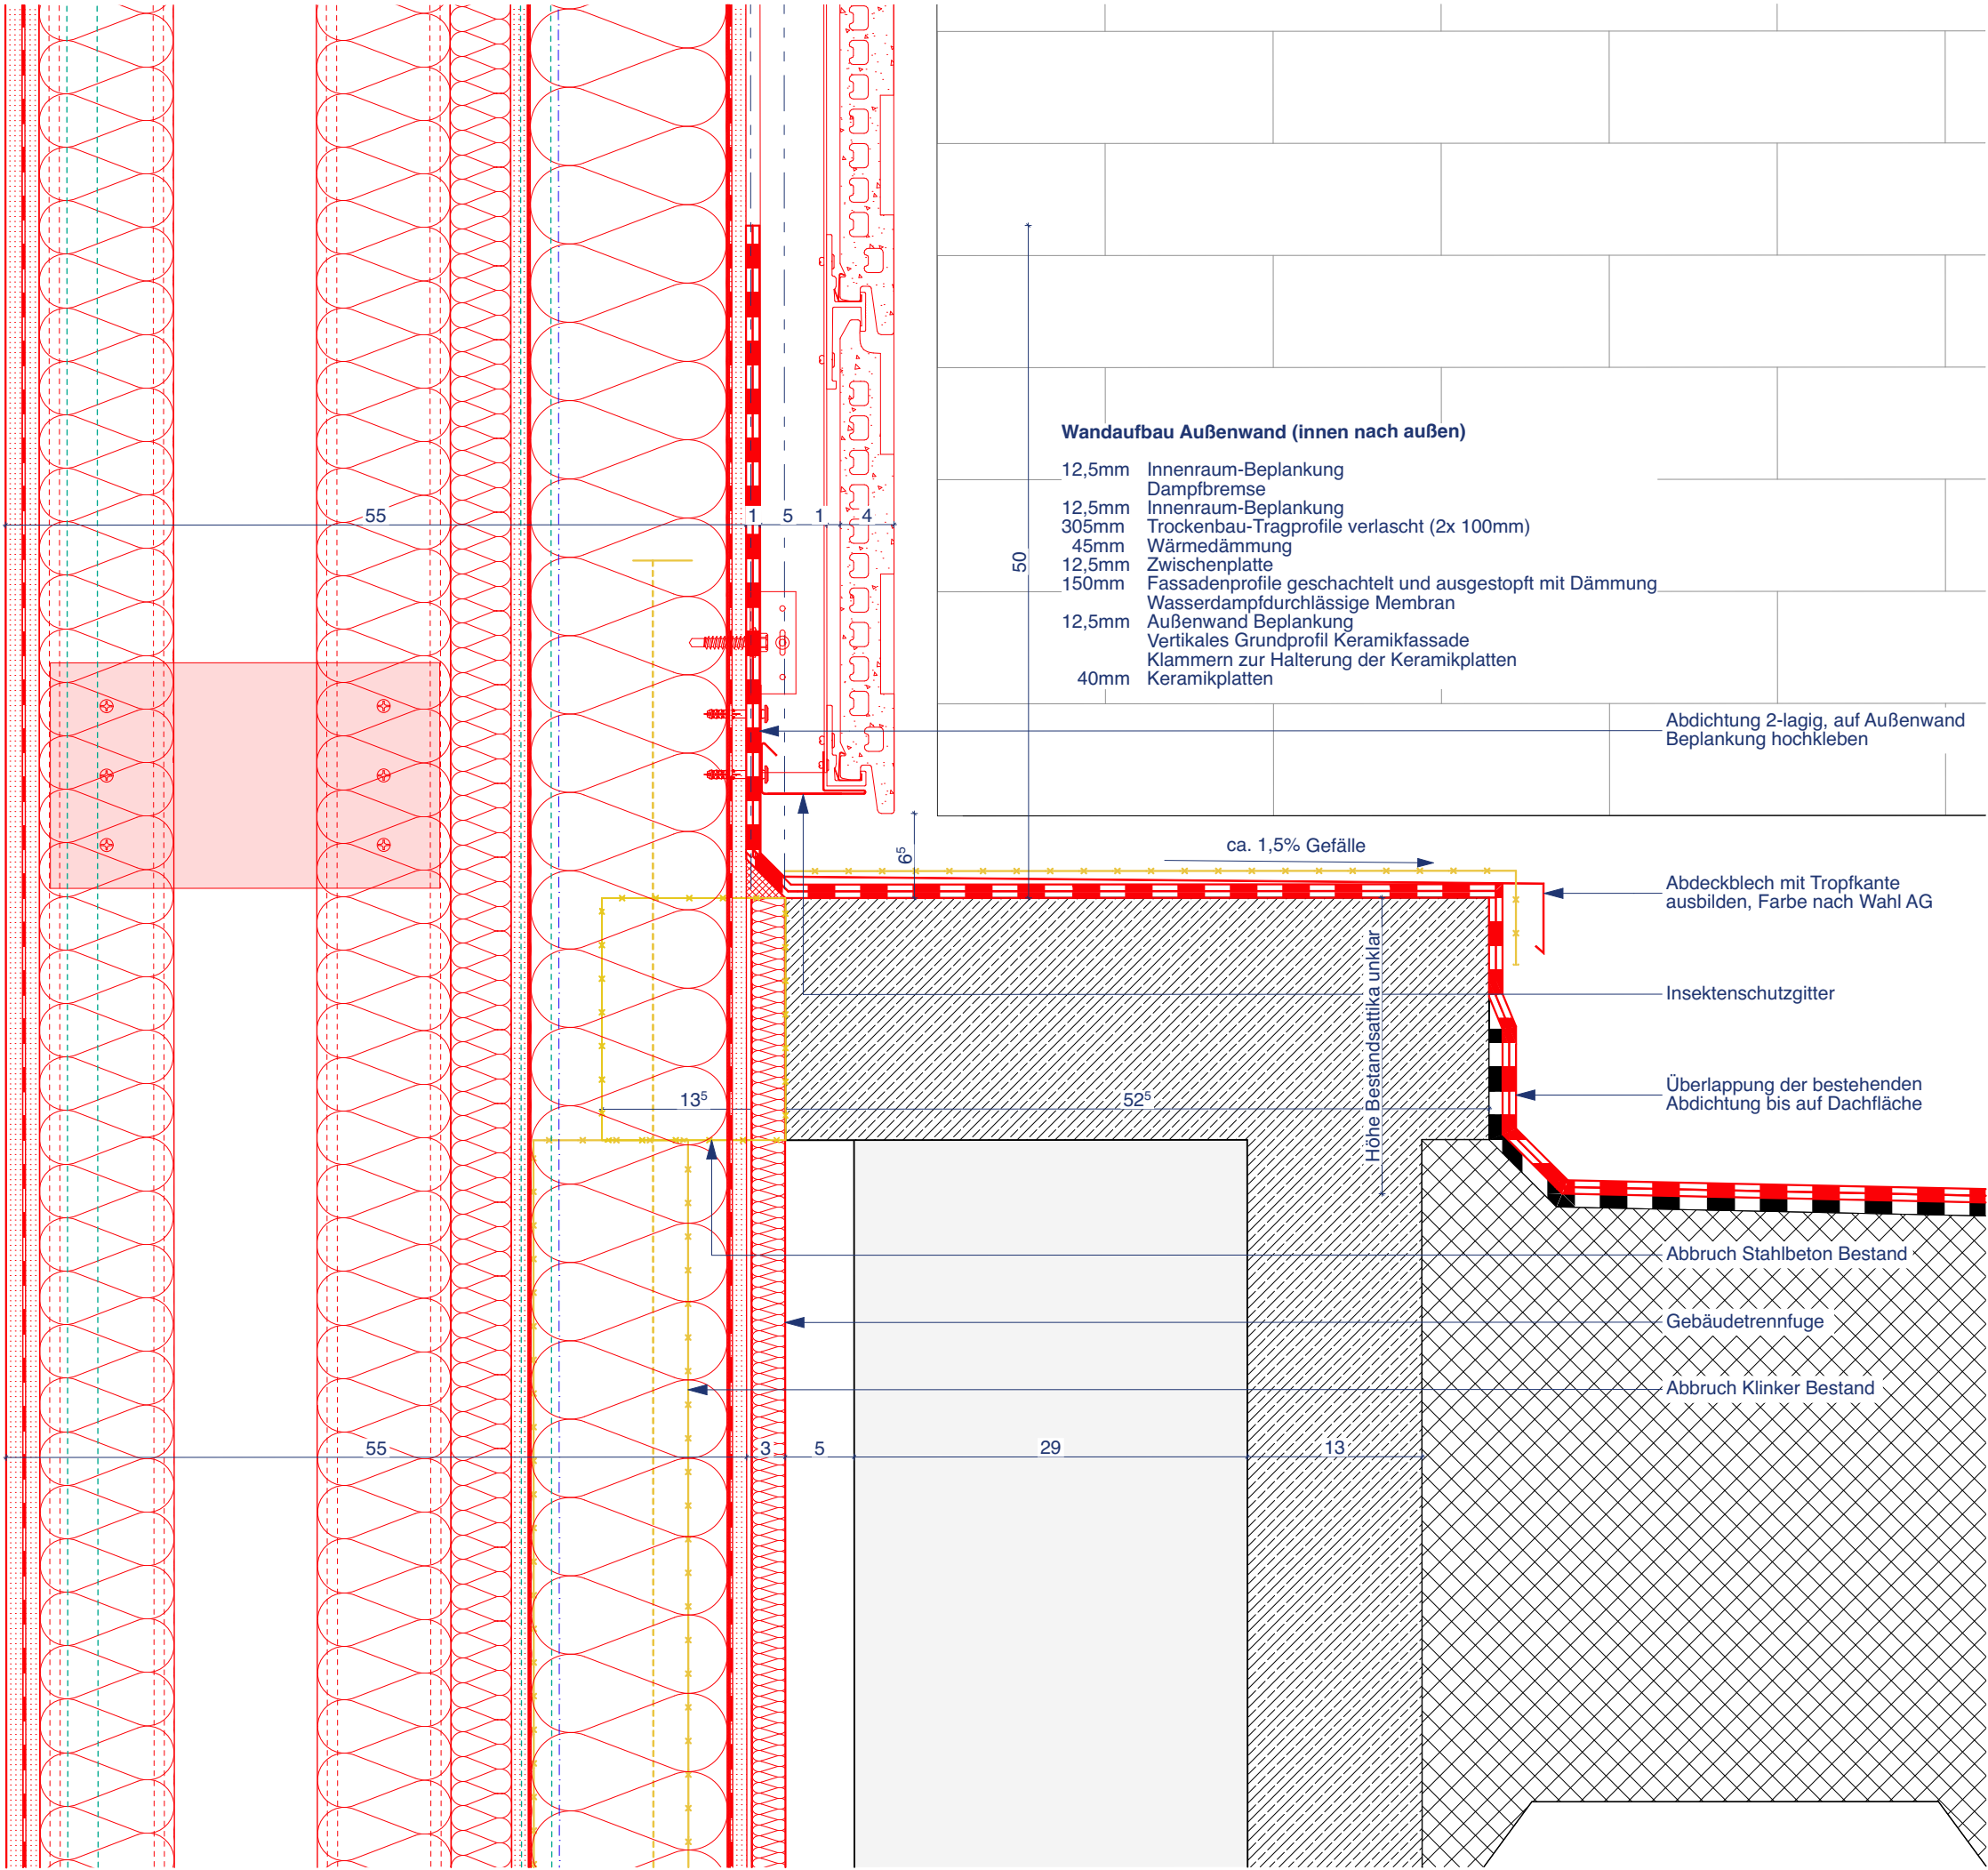 Wandaufbau Außenwand (innen nach außen)
12,5mm Innenraum-Beplankung
Dampfbremse
12,5mm Innenraum-Beplankung
305mm Trockenbau-Tragprofile verlascht (2x 100mm)
45mm Wärmedämmung
12,5mm Zwischenplatte
150mm Fassadenprofile geschachtelt und ausgestopft mit Dämmung
Wasserdampfdurchlässige Membran
12,5mm Außenwand Beplankung
Vertikales Grundprofil Keramikfassade
Klammern zur Halterung der Keramikplatten
40mm Keramikplatten
55 1 5 1 4
50
Abdichtung 2-lagig, auf Außenwand
Beplankung hochkleben
6⁵
ca. 1,5% Gefälle
Abdeckblech mit Tropfkante
ausbilden, Farbe nach Wahl AG
Höhe Bestandsattika unklar
Insektenschutzgitter
13⁵ 52⁵
Überlappung der bestehenden
Abdichtung bis auf Dachfläche
Abbruch Stahlbeton Bestand
Gebäudetrennfuge
Abbruch Klinker Bestand
55 3 5 29 13